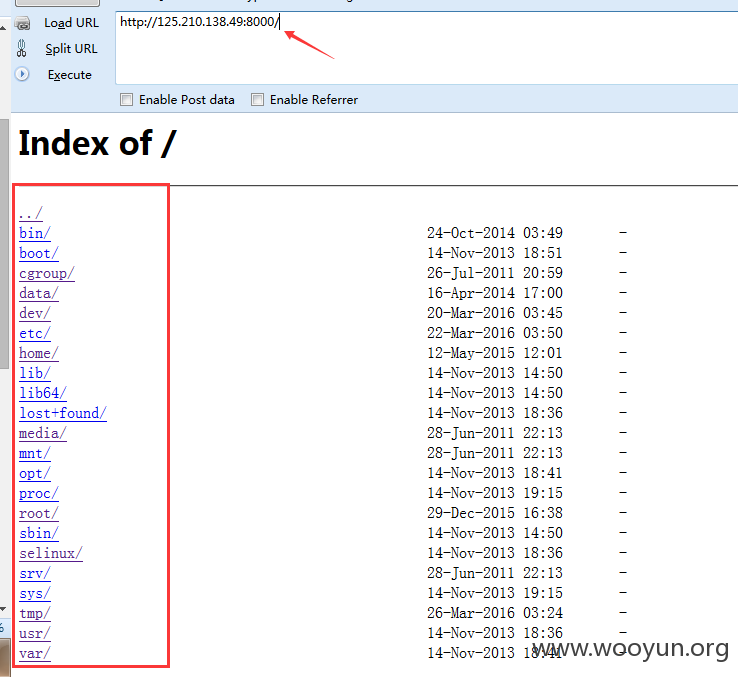 Load URL
http://125.210.138.49:8000/
Split URL
Execute
Enable Post data Enable Referrer
Index of /
../
bin/ 24-Oct-2014 03:49 -
boot/ 14-Nov-2013 18:51 -
cgroup/ 26-Jul-2011 20:59 -
data/ 16-Apr-2014 17:00 -
dev/ 20-Mar-2016 03:45 -
etc/ 22-Mar-2016 03:50 -
home/ 12-May-2015 12:01 -
lib/ 14-Nov-2013 14:50 -
lib64/ 14-Nov-2013 14:50 -
lost+found/ 14-Nov-2013 18:36 -
media/ 28-Jun-2011 22:13 -
mnt/ 28-Jun-2011 22:13 -
opt/ 14-Nov-2013 18:41 -
proc/ 14-Nov-2013 19:15 -
root/ 29-Dec-2015 16:38 -
sbin/ 14-Nov-2013 14:50 -
selinux/ 14-Nov-2013 18:36 -
srv/ 28-Jun-2011 22:13 -
sys/ 14-Nov-2013 19:15 -
tmp/ 26-Mar-2016 03:24 -
usr/ 14-Nov-2013 18:36 -
var/ 14-Nov-2013 18:41 -
www.wooyun.org